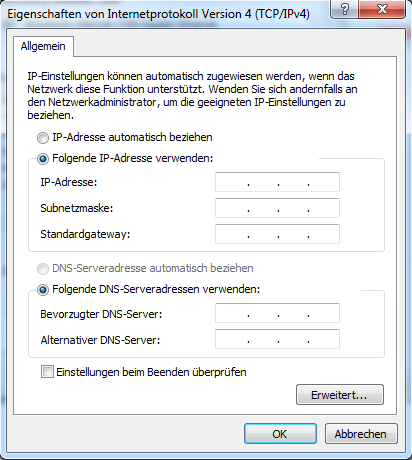 Eigenschaften von Internetprotokoll Version 4 (TCP/IPv4)
Allgemein
IP-Einstellungen können automatisch zugewiesen werden, wenn das
Netzwerk diese Funktion unterstützt. Wenden Sie sich andernfalls an
den Netzwerkadministrator, um die geeigneten IP-Einstellungen zu
beziehen.
IP-Adresse automatisch beziehen
Folgende IP-Adresse verwenden:
IP-Adresse: . . .
Subnetzmaske: . . .
Standardgateway: . . .
DNS-Serveradresse automatisch beziehen
Folgende DNS-Serveradressen verwenden:
Bevorzugter DNS-Server: . . .
Alternativer DNS-Server: . . .
Einstellungen beim Beenden überprüfen
Erweitert...
OK Abbrechen